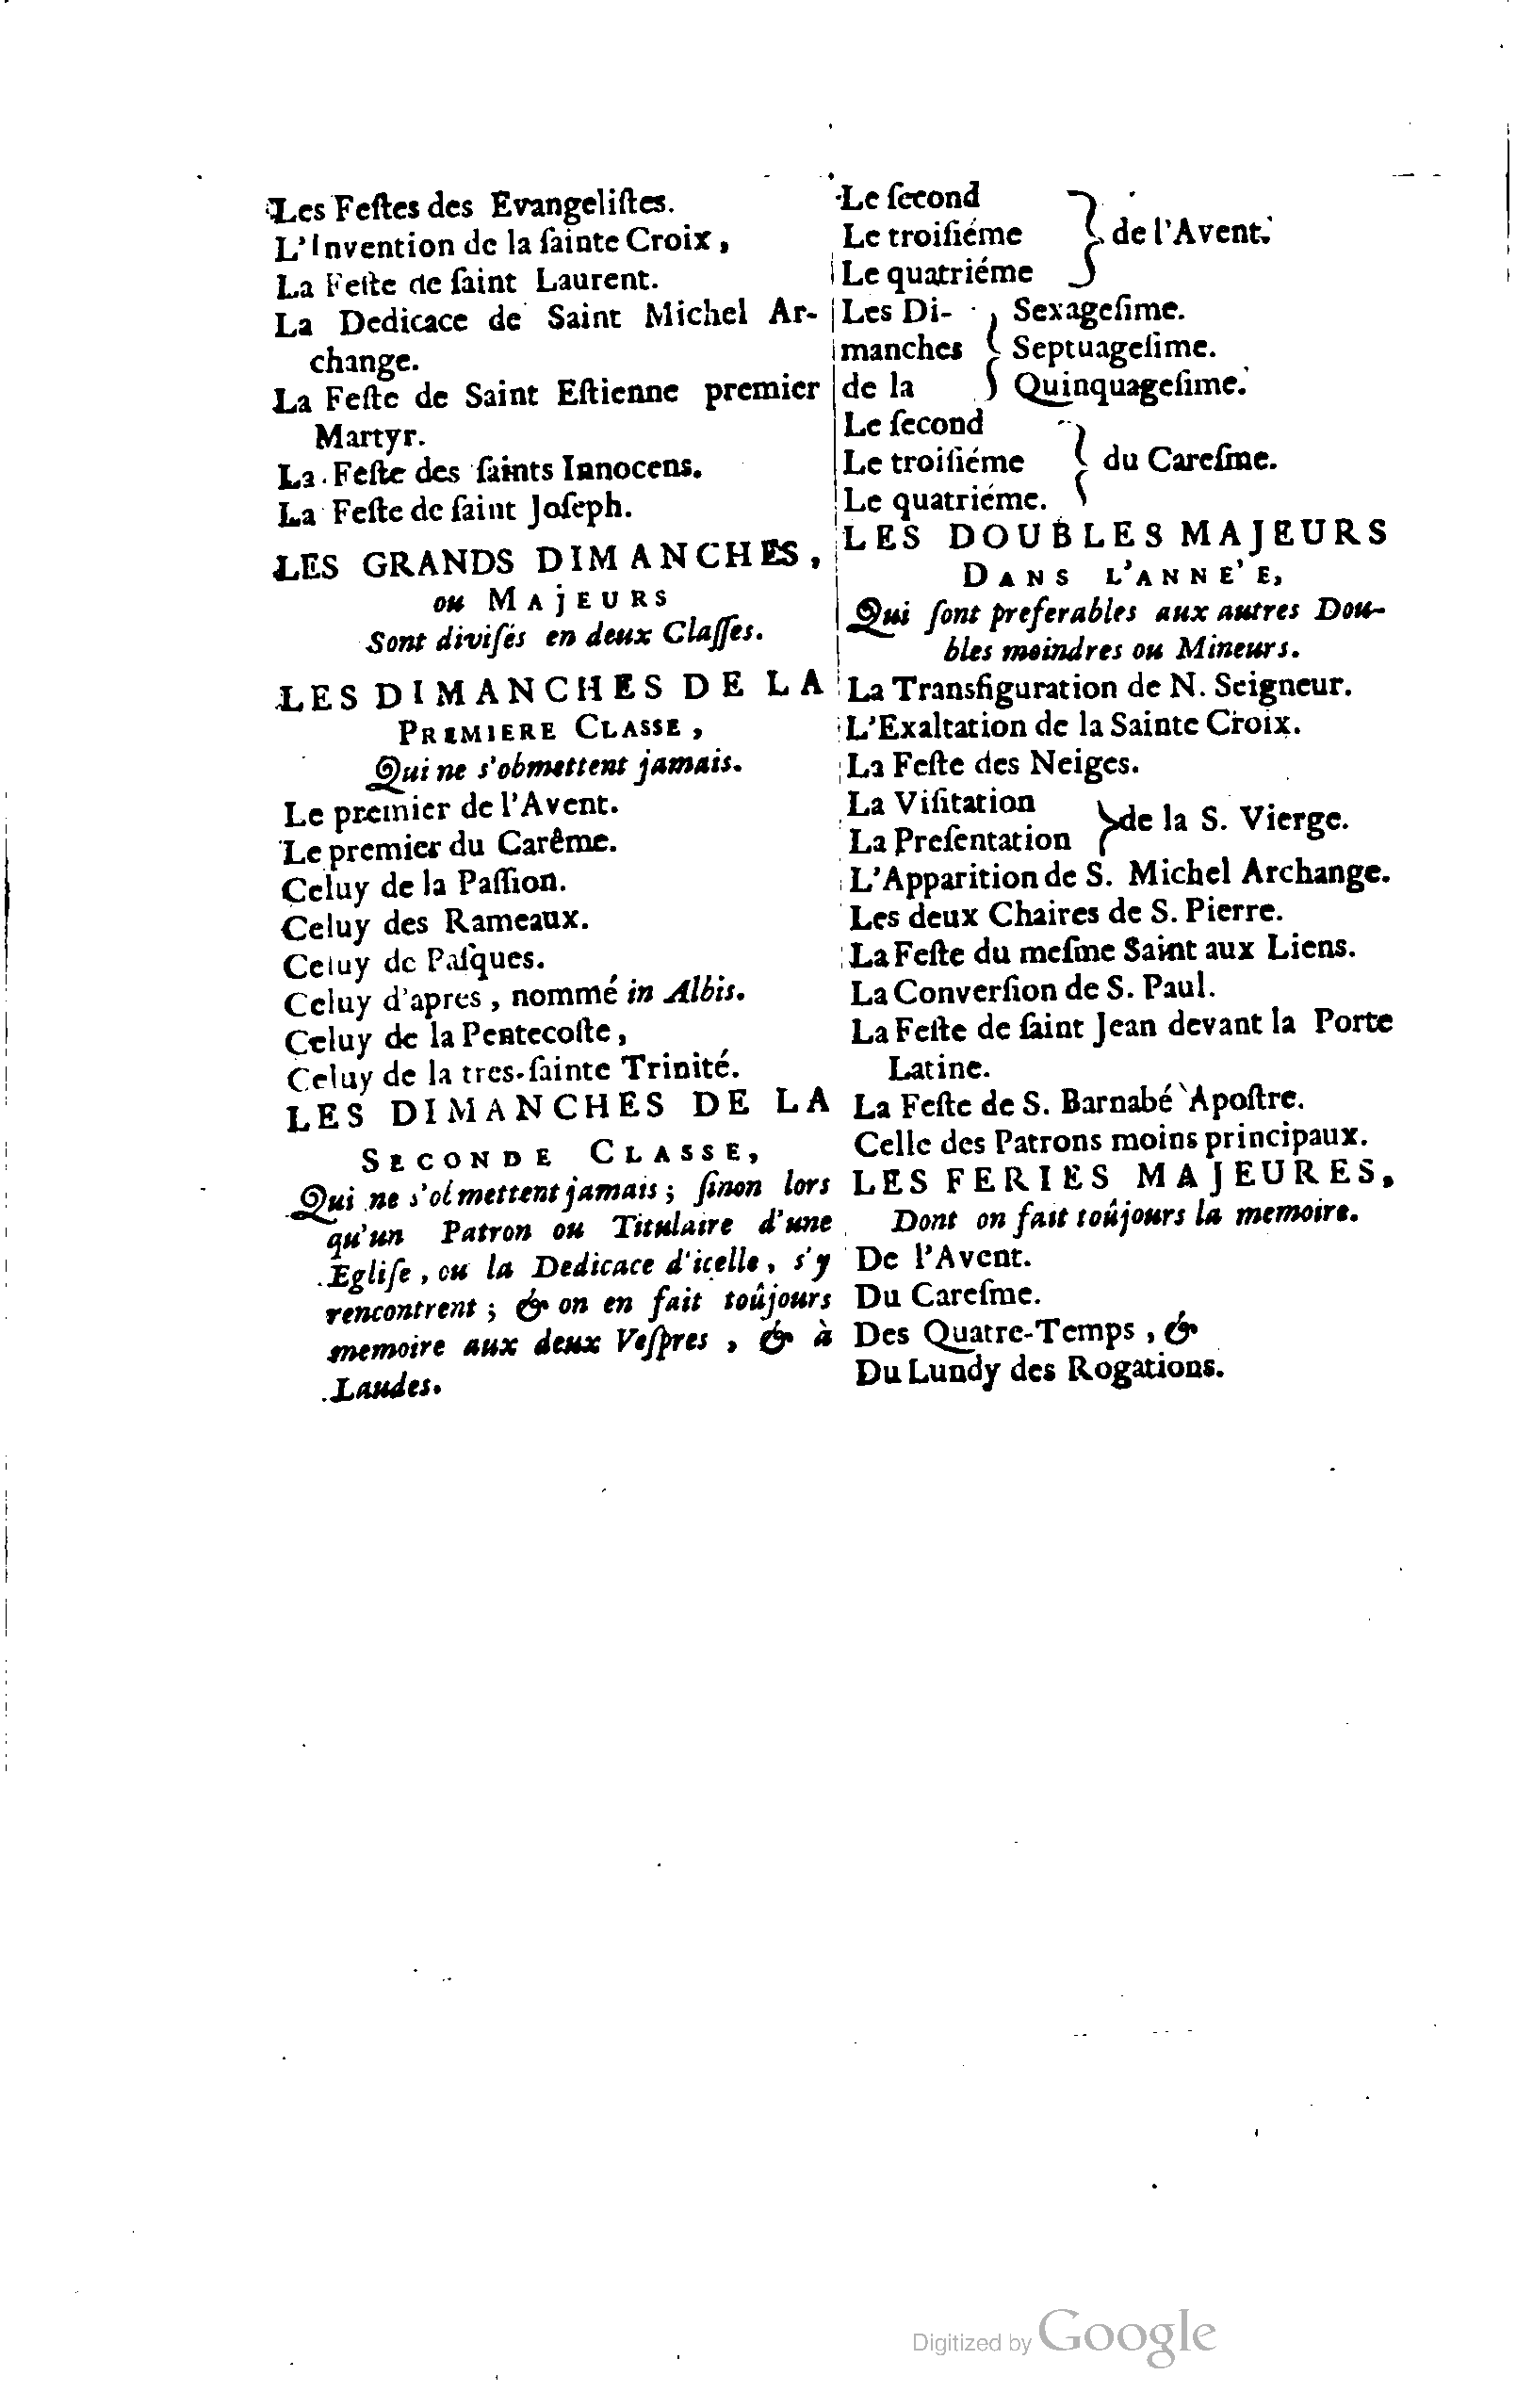 Les Feſtes des Evangeliſtes.
L'Invention de la ſainte Croix,
La Feſte de ſaint Laurent.
La Dedicace de Saint Michel Ar-
change.
La Feſte de Saint Eſtienne premier
Martyr.
La Feſte des ſaints Innocens.
La Feſte de ſaint Joſeph.
LES GRANDS DIMANCHES,
ou MAJEURS
Sont diviſés en deux Claſſes.
LES DIMANCHES DE LA
PREMIERE CLASSE,
Qui ne s'obmettent jamais.
Le premier de l'Avent.
Le premier du Carême.
Celuy de la Paſſion.
Celuy des Rameaux.
Celuy de Paſques.
Celuy d'apres, nommé in Albis.
Celuy de la Pentecoſte,
Celuy de la tres-ſainte Trinité.
LES DIMANCHES DE LA
SECONDE CLASSE,
Qui ne s'obmettent jamais; ſinon lors
qu'un Patron ou Titulaire d'une
Egliſe, ou la Dedicace d'icelle, s'y
rencontrent; & on en fait toûjours
memoire aux deux Veſpres, & à
Laudes.
Le ſecond
Le troiſiéme } de l'Avent.
Le quatriéme
Les Di- Sexageſime.
manches { Septuageſime.
de la Quinquageſime.
Le ſecond
Le troiſiéme { du Careſme.
Le quatriéme.
LES DOUBLES MAJEURS
DANS L'ANNE'E,
Qui ſont preferables aux autres Dou-
bles moindres ou Mineurs.
La Transfiguration de N. Seigneur.
L'Exaltation de la Sainte Croix.
La Feſte des Neiges.
La Viſitation
La Preſentation } de la S. Vierge.
L'Apparition de S. Michel Archange.
Les deux Chaires de S. Pierre.
La Feſte du meſme Saint aux Liens.
La Converſion de S. Paul.
La Feſte de ſaint Jean devant la Porte
Latine.
La Feſte de S. Barnabé Apoſtre.
Celle des Patrons moins principaux.
LES FERIES MAJEURES,
Dont on fait toûjours la memoire.
De l'Avent.
Du Careſme.
Des Quatre-Temps, &
Du Lundy des Rogations.
Digitized by Google